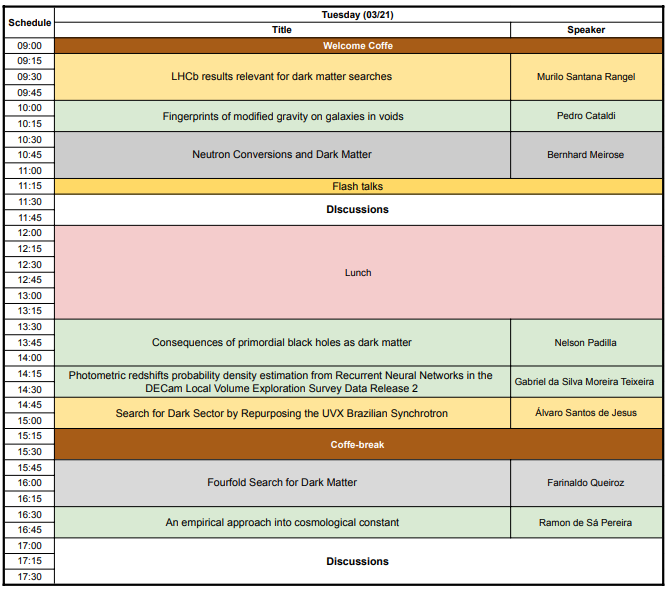 Schedule
Tuesday (03/21)
Title
Speaker
09:00
Welcome Coffe
09:15
09:30
LHCb results relevant for dark matter searches
Murilo Santana Rangel
09:45
10:00
Fingerprints of modified gravity on galaxies in voids
Pedro Cataldi
10:15
10:30
10:45
Neutron Conversions and Dark Matter
Bernhard Meirose
11:00
11:15
Flash talks
11:30
DIscussions
11:45
12:00
12:15
12:30
Lunch
12:45
13:00
13:15
13:30
13:45
Consequences of primordial black holes as dark matter
Nelson Padilla
14:00
14:15
Photometric redshifts probability density estimation from Recurrent Neural Networks in the
DECam Local Volume Exploration Survey Data Release 2
Gabriel da Silva Moreira Teixeira
14:30
14:45
Search for Dark Sector by Repurposing the UVX Brazilian Synchrotron
Álvaro Santos de Jesus
15:00
15:15
Coffe-break
15:30
15:45
16:00
Fourfold Search for Dark Matter
Farinaldo Queiroz
16:15
16:30
An empirical approach into cosmological constant
Ramon de Sá Pereira
16:45
17:00
17:15
Discussions
17:30